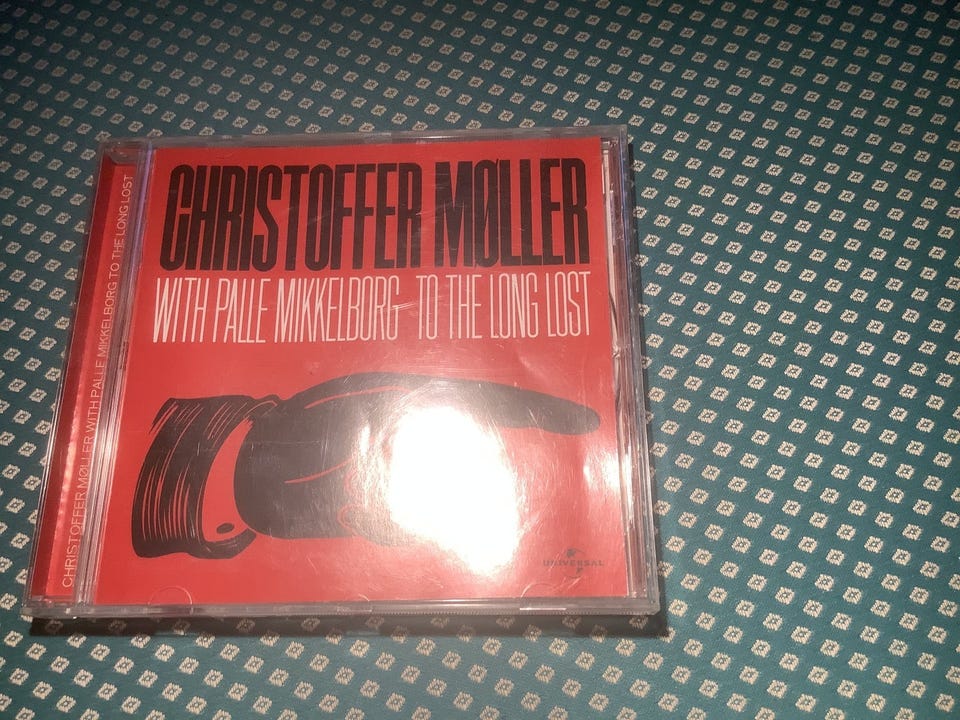 CHRISTOFFER MØLLER
WITH PALLE MIKKELBORG TO THE LONG LOST
UNIVERSAL
CHRISTOFFER MØLLER WITH PALLE MIKKELBORG TO THE LONG LOST